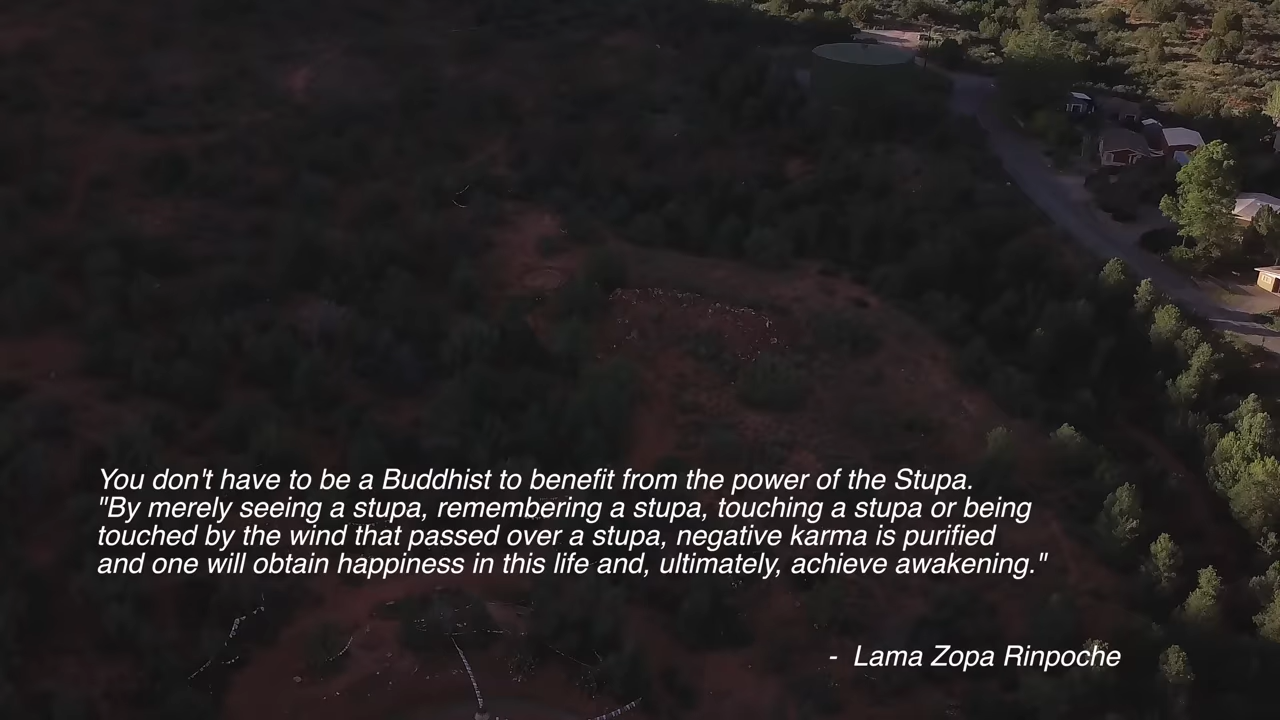 You don't have to be a Buddhist to benefit from the power of the Stupa.
"By merely seeing a stupa, remembering a stupa, touching a stupa or being
touched by the wind that passed over a stupa, negative karma is purified
and one will obtain happiness in this life and, ultimately, achieve awakening."
- Lama Zopa Rinpoche